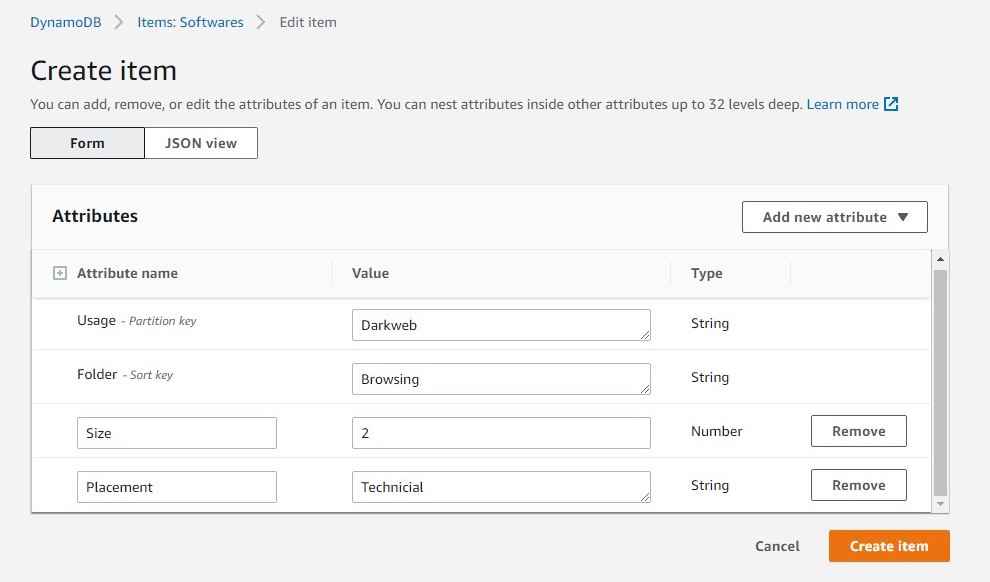 DynamoDB > Items: Softwares > Edit item
Create item
You can add, remove, or edit the attributes of an item. You can nest attributes inside other attributes up to 32 levels deep. Learn more
Form JSON view
Attributes Add new attribute
Attribute name Value Type
Usage - Partition key Darkweb String
Folder - Sort key Browsing String
Size 2 Number Remove
Placement Technicial String Remove
Cancel Create item